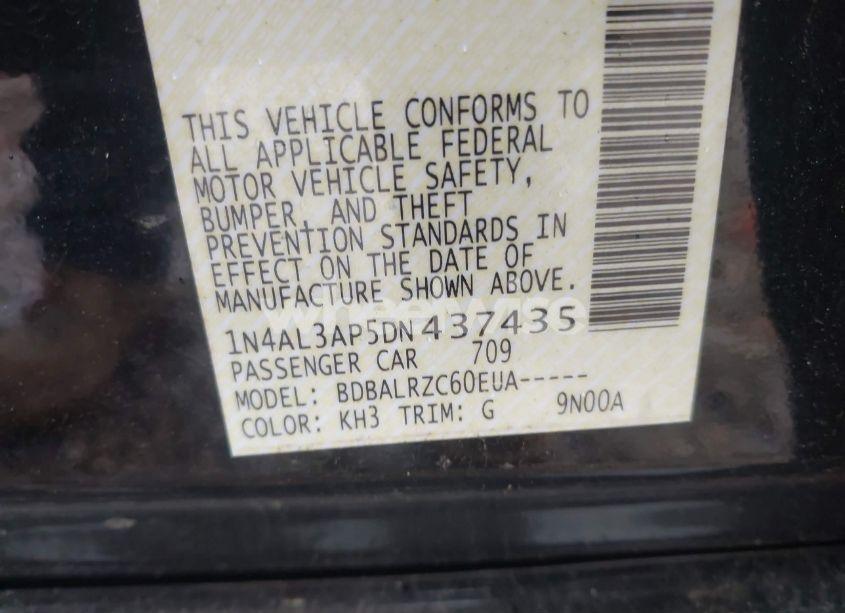 THIS VEHICLE CONFORMS TO
ALL APPLICABLE FEDERAL
MOTOR VEHICLE SAFETY,
BUMPER, AND THEFT
PREVENTION STANDARDS IN
EFFECT ON THE DATE OF
MANUFACTURE SHOWN ABOVE.
1N4AL3AP5DN437435
PASSENGER CAR 709
MODEL: BDBALRZC60EUA-----
COLOR: KH3 TRIM: G 9N00A